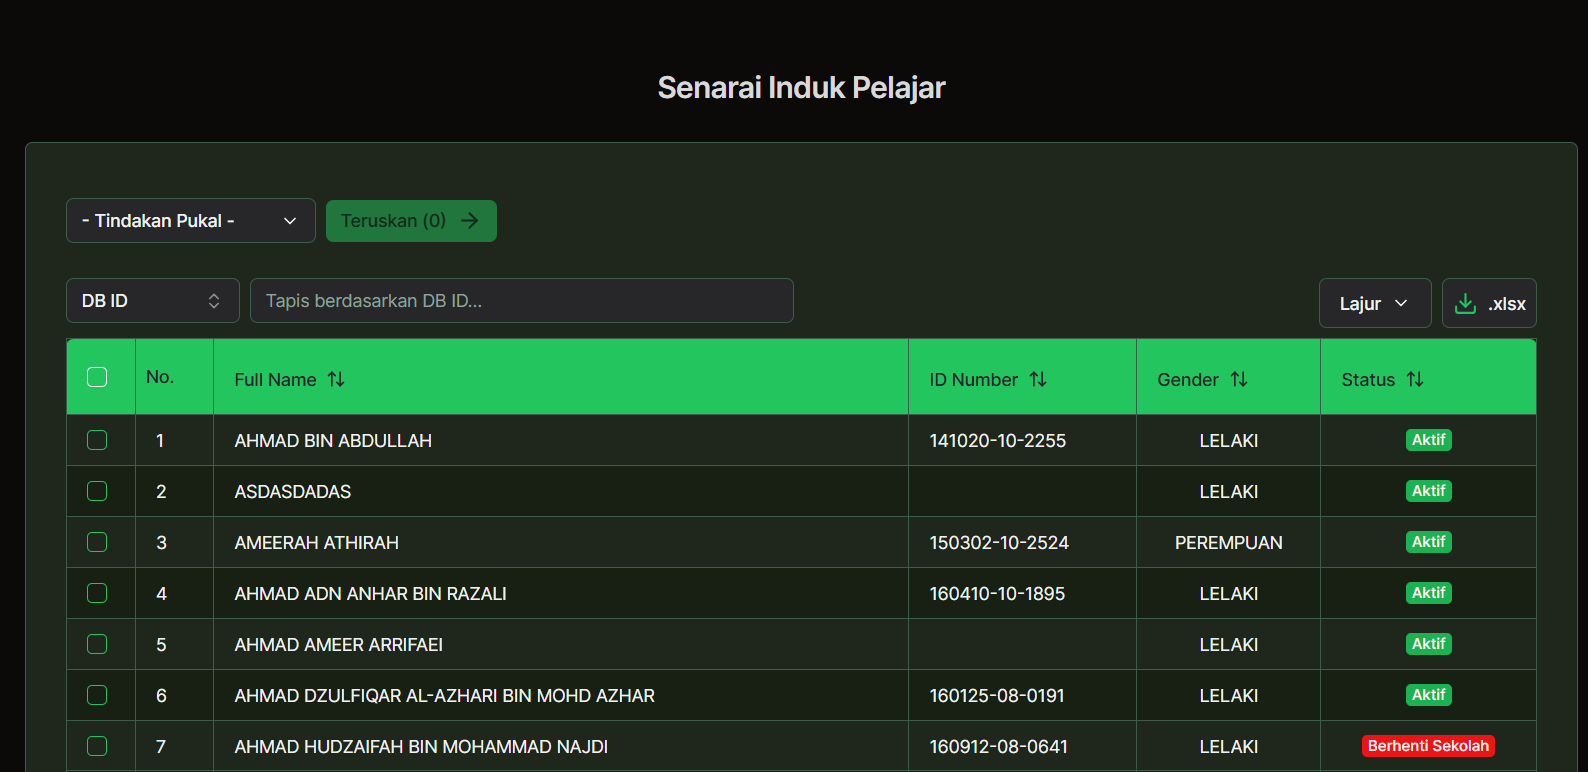 Senarai Induk Pelajar
- Tindakan Pukal -
Teruskan (0)
DB ID
Tapis berdasarkan DB ID...
Lajur
.xlsx
No. Full Name ID Number Gender Status
1 AHMAD BIN ABDULLAH 141020-10-2255 LELAKI Aktif
2 ASDASDADAS LELAKI Aktif
3 AMEERAH ATHIRAH 150302-10-2524 PEREMPUAN Aktif
4 AHMAD ADN ANHAR BIN RAZALI 160410-10-1895 LELAKI Aktif
5 AHMAD AMEER ARRIFAEI LELAKI Aktif
6 AHMAD DZULFIQAR AL-AZHARI BIN MOHD AZHAR 160125-08-0191 LELAKI Aktif
7 AHMAD HUDZAIFAH BIN MOHAMMAD NAJDI 160912-08-0641 LELAKI Berhenti Sekolah